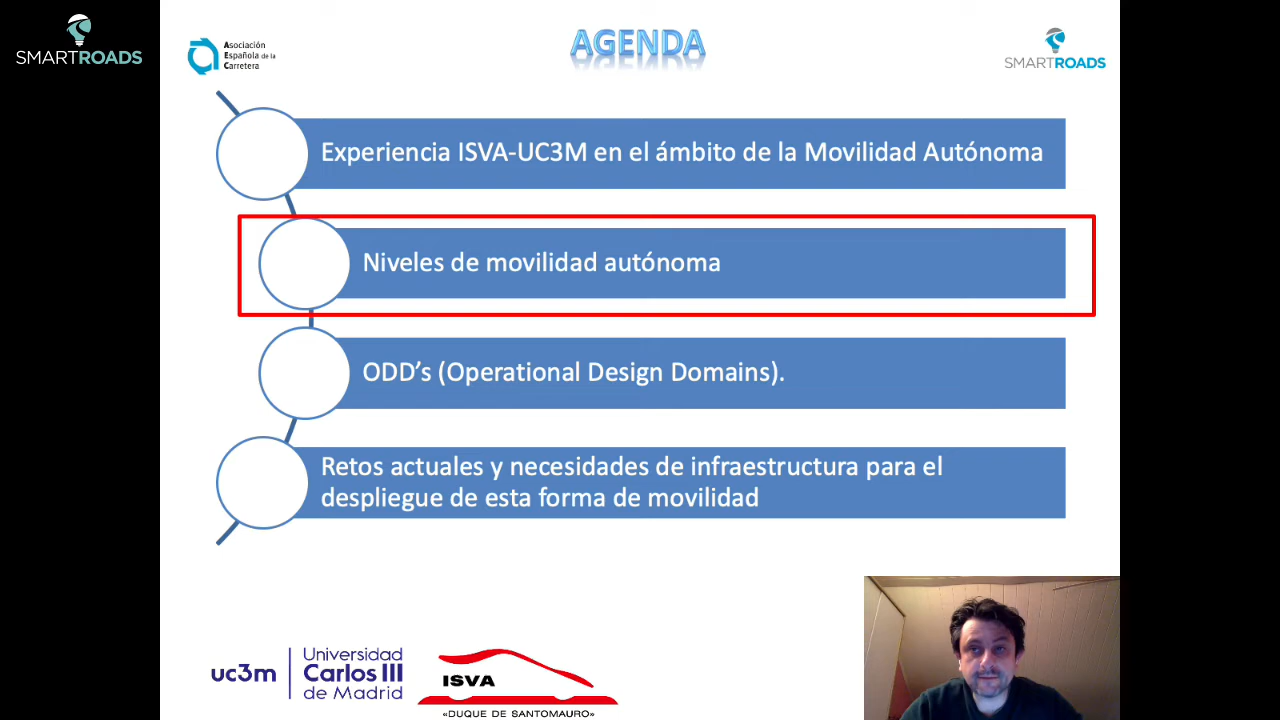 SMARTROADS
Asociación
Española de la
Carretera
AGENDA
SMARTROADS
Experiencia ISVA-UC3M en el ámbito de la Movilidad Autónoma
Niveles de movilidad autónoma
ODD’s (Operational Design Domains).
Retos actuales y necesidades de infraestructura para el
despliegue de esta forma de movilidad
uc3m
Universidad
Carlos III
de Madrid
ISVA
«DUQUE DE SANTOMAURO»